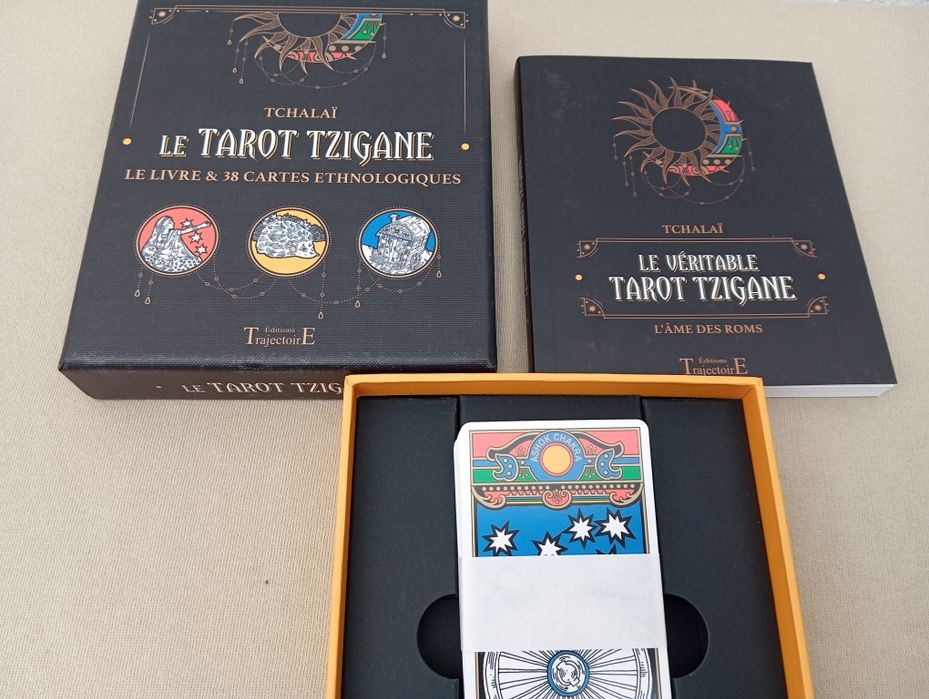 TCHALAÏ
LE TAROT TZIGANE
LE LIVRE & 38 CARTES ETHNOLOGIQUES
Éditions
TrajectoirE
LE TAROT TZIG
TCHALAÏ
LE VÉRITABLE
TAROT TZIGANE
L'ÂME DES ROMS
Éditions
TrajectoirE
ASHOK CHAKRA